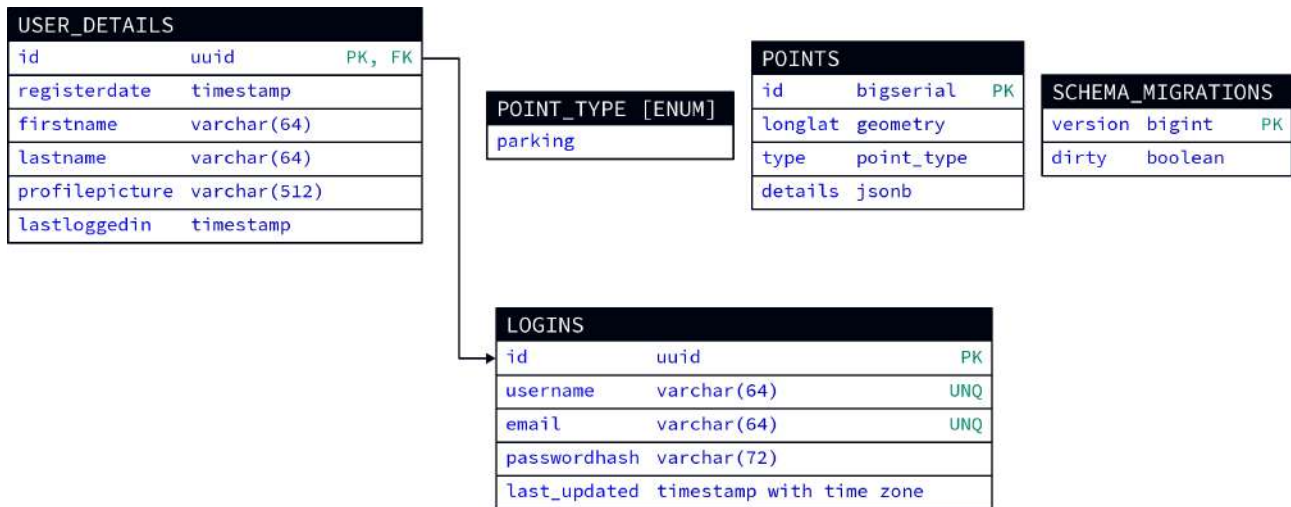 USER_DETAILS
id uuid PK, FK
registerdate timestamp
firstname varchar(64)
lastname varchar(64)
profilepicture varchar(512)
lastloggedin timestamp
POINT_TYPE [ENUM]
parking
POINTS
id bigserial PK
longlat geometry
type point_type
details jsonb
SCHEMA_MIGRATIONS
version bigint PK
dirty boolean
LOGINS
id uuid PK
username varchar(64) UNQ
email varchar(64) UNQ
passwordhash varchar(72)
last_updated timestamp with time zone